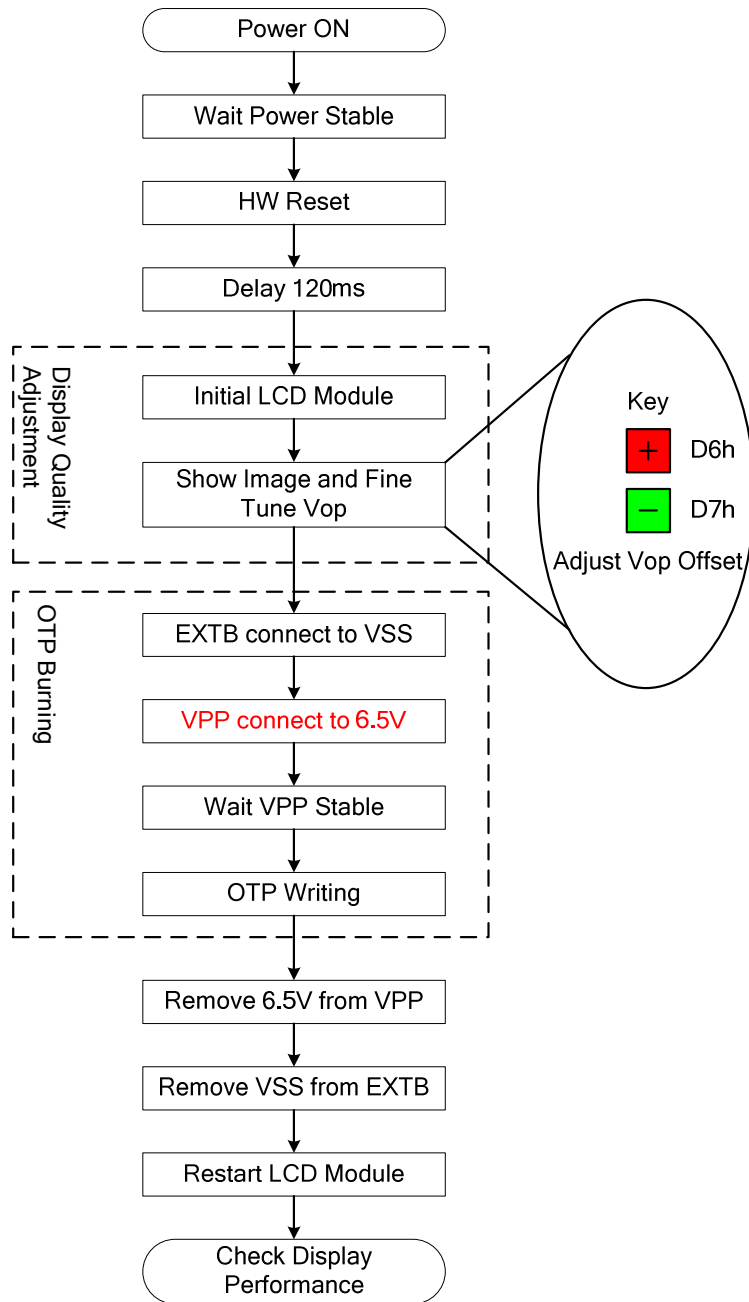 Power ON
Wait Power Stable
HW Reset
Delay 120ms
Display Quality
Adjustment
Initial LCD Module
Show Image and Fine
Tune Vop
Key
+ D6h
− D7h
Adjust Vop Offset
OTP Burning
EXTB connect to VSS
VPP connect to 6.5V
Wait VPP Stable
OTP Writing
Remove 6.5V from VPP
Remove VSS from EXTB
Restart LCD Module
Check Display
Performance